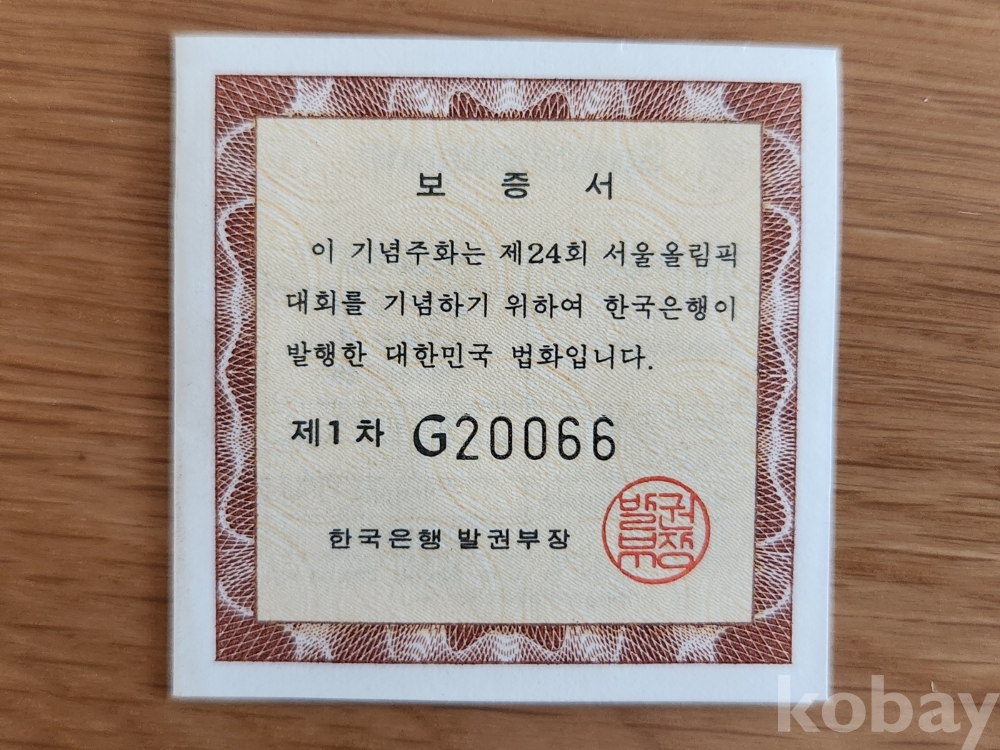 보 증 서
이 기념주화는 제24회 서울올림픽
대회를 기념하기 위하여 한국은행이
발행한 대한민국 법화입니다.
제1차 G20066
한국은행 발권부장
발권
부장
kobay